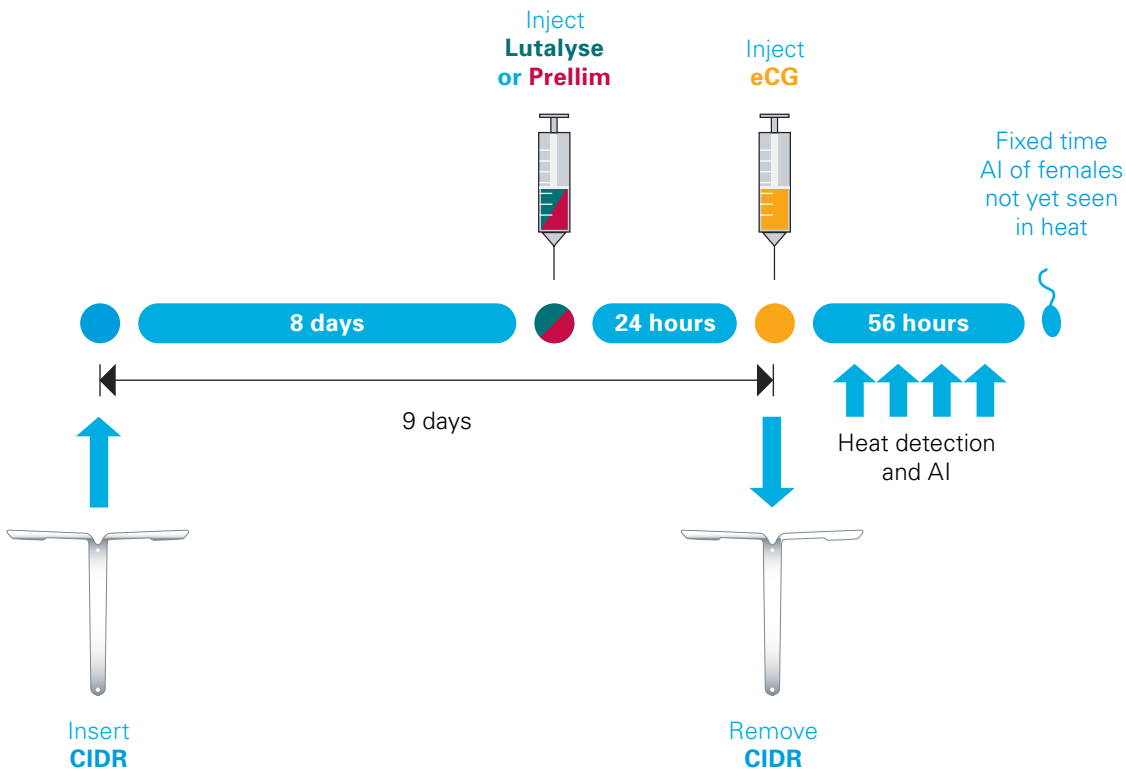 Inject
Lutalyse
or Prellim
Inject
eCG
Fixed time
AI of females
not yet seen
in heat
8 days
24 hours
56 hours
9 days
Heat detection
and AI
Insert
CIDR
Remove
CIDR